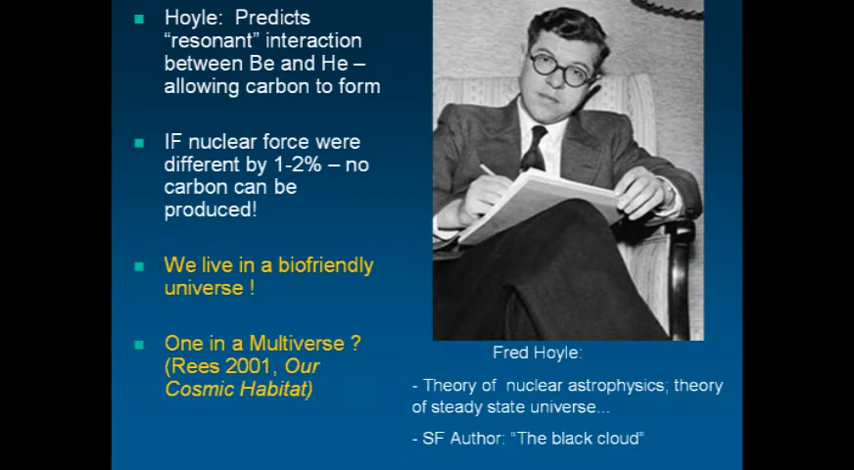 Hoyle:  Predicts
"resonant" interaction
between Be and He –
allowing carbon to form
IF nuclear force were
different by 1-2% – no
carbon can be
produced!
We live in a biofriendly
universe !
One in a Multiverse ?
(Rees 2001, Our
Cosmic Habitat)
Fred Hoyle:
- Theory of  nuclear astrophysics; theory
of steady state universe...
- SF Author: "The black cloud"